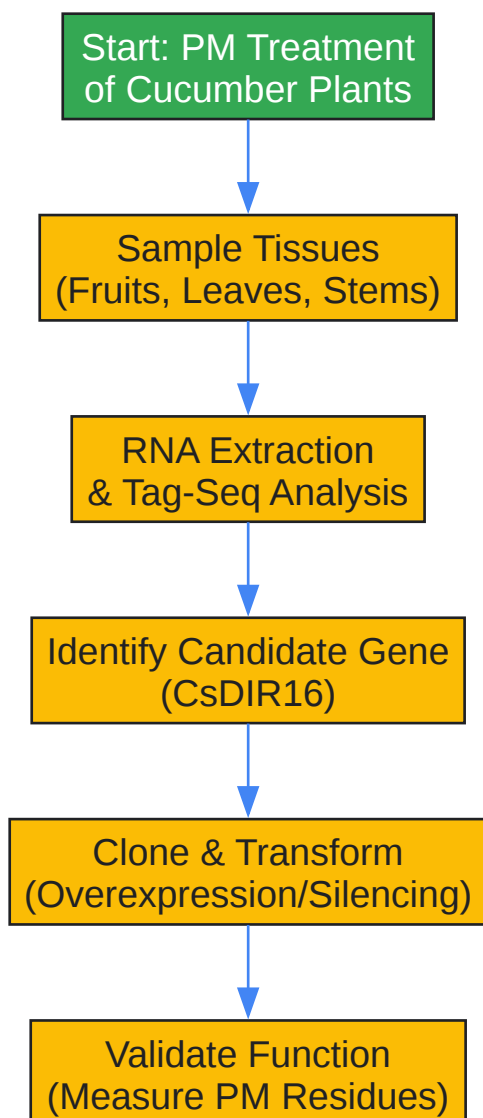 Start: PM Treatment
of Cucumber Plants
Sample Tissues
(Fruits, Leaves, Stems)
RNA Extraction
& Tag-Seq Analysis
Identify Candidate Gene
(CsDIR16)
Clone & Transform
(Overexpression/Silencing)
Validate Function
(Measure PM Residues)